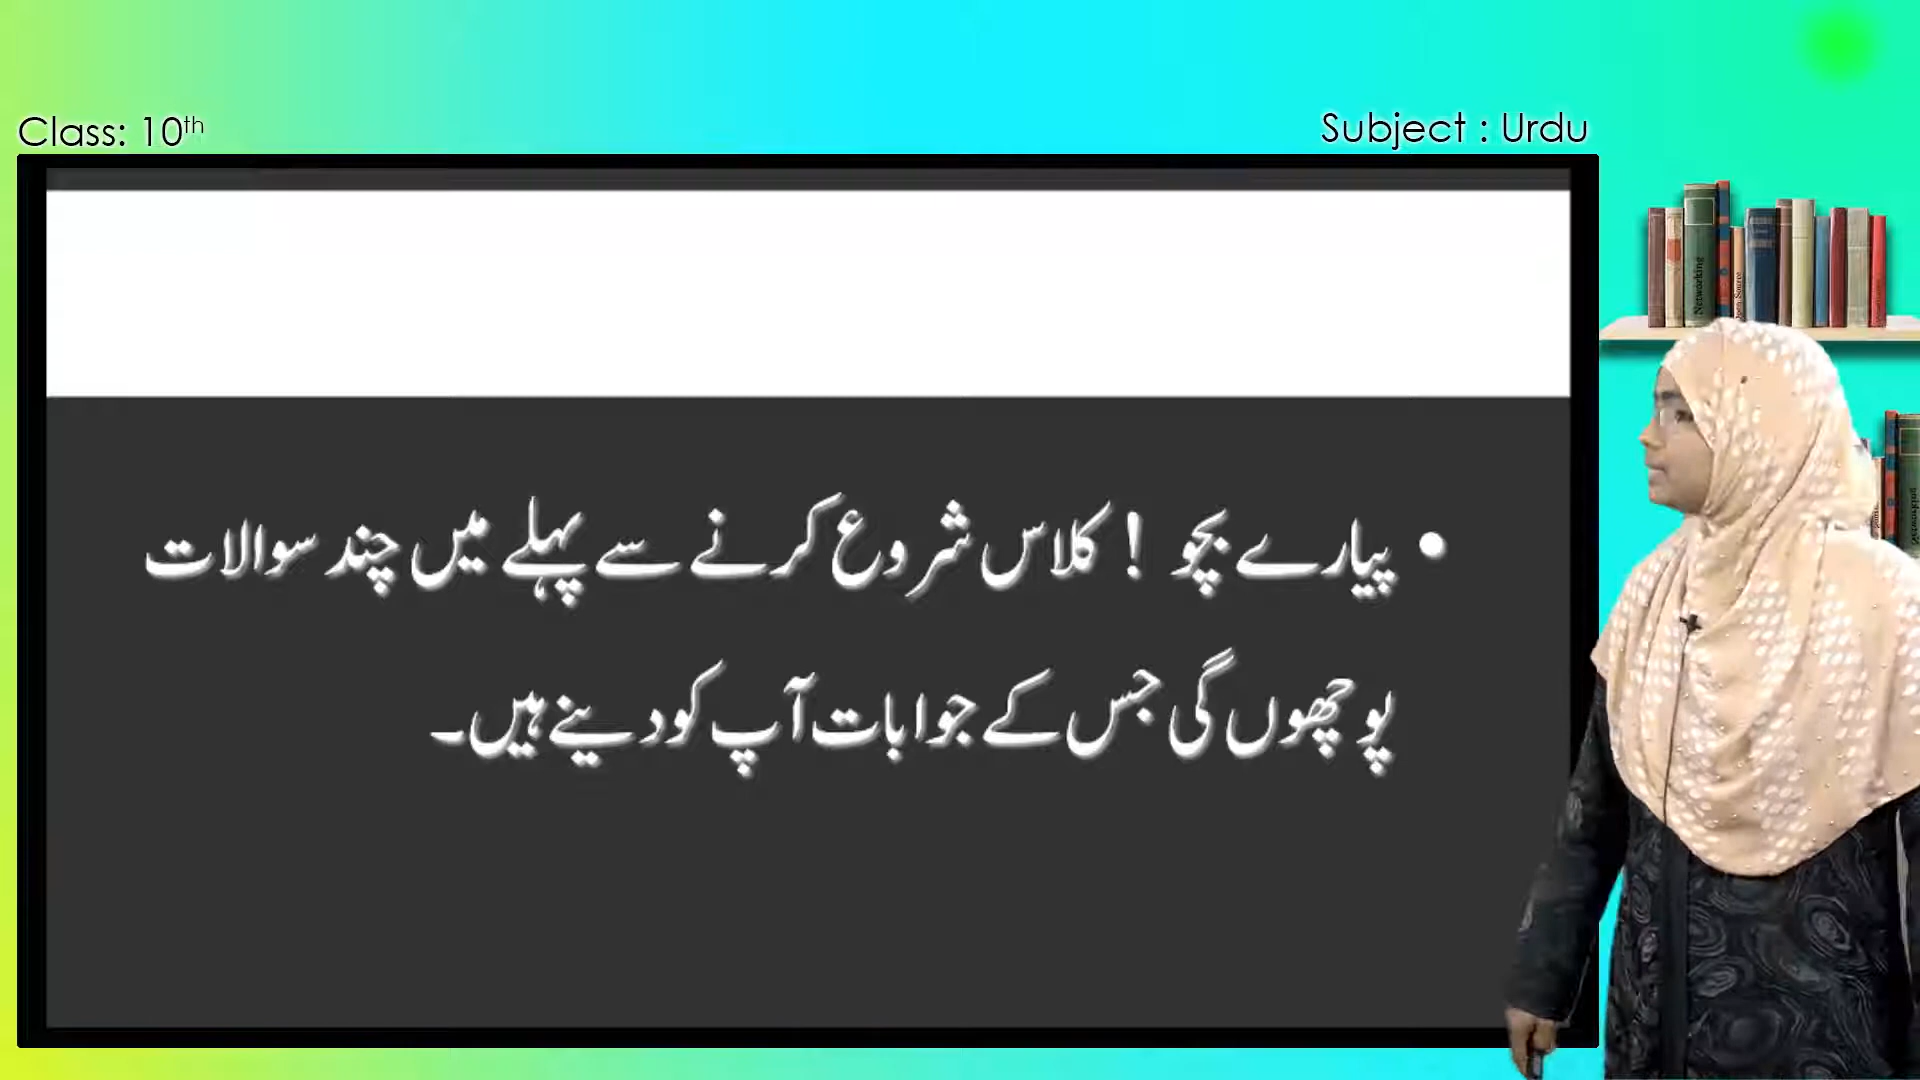 Class: 10th
Subject : Urdu
• پیارے بچو ! کلاس شروع کرنے سے پہلے میں چند سوالات
پوچھوں گی جس کے جوابات آپ کو دینے ہیں۔
Networking